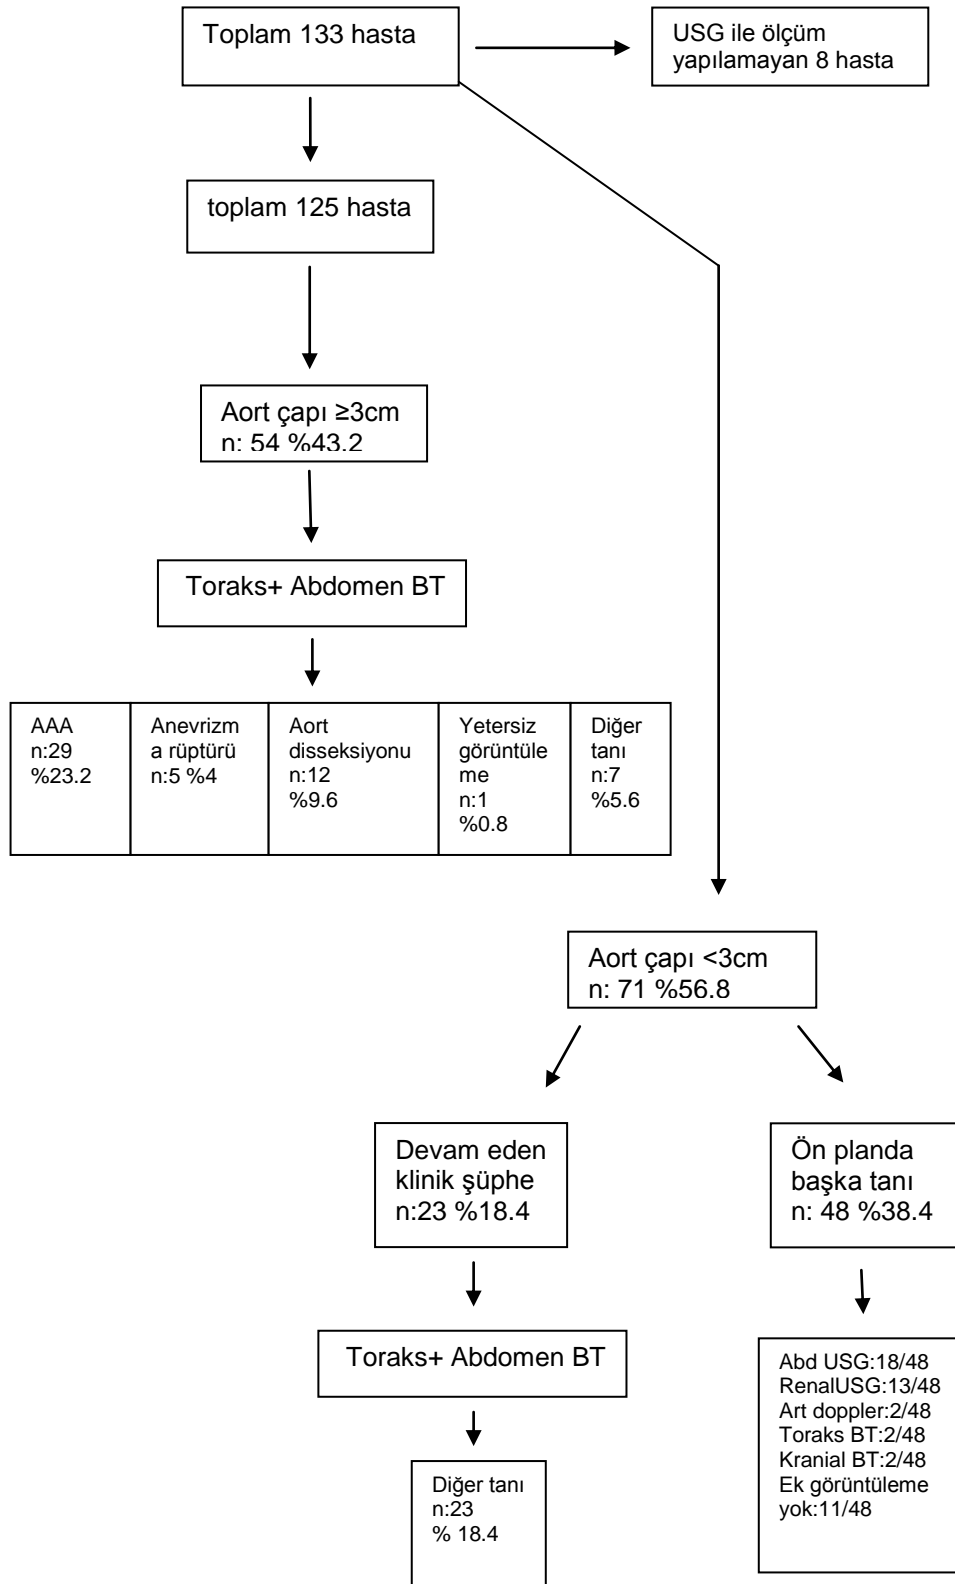 Toplam 133 hasta
USG ile ölçüm
yapılamayan 8 hasta
toplam 125 hasta
Aort çapı ≥3cm
n: 54 %43.2
Toraks+ Abdomen BT
AAA
n:29
%23.2
Anevrizm
a rüptürü
n:5 %4
Aort
disseksiyonu
n:12
%9.6
Yetersiz
görüntüle
me
n:1
%0.8
Diğer
tanı
n:7
%5.6
Aort çapı <3cm
n: 71 %56.8
Devam eden
klinik şüphe
n:23 %18.4
Ön planda
başka tanı
n: 48 %38.4
Toraks+ Abdomen BT
Abd USG:18/48
RenalUSG:13/48
Art doppler:2/48
Toraks BT:2/48
Kranial BT:2/48
Ek görüntüleme
yok:11/48
Diğer tanı
n:23
% 18.4